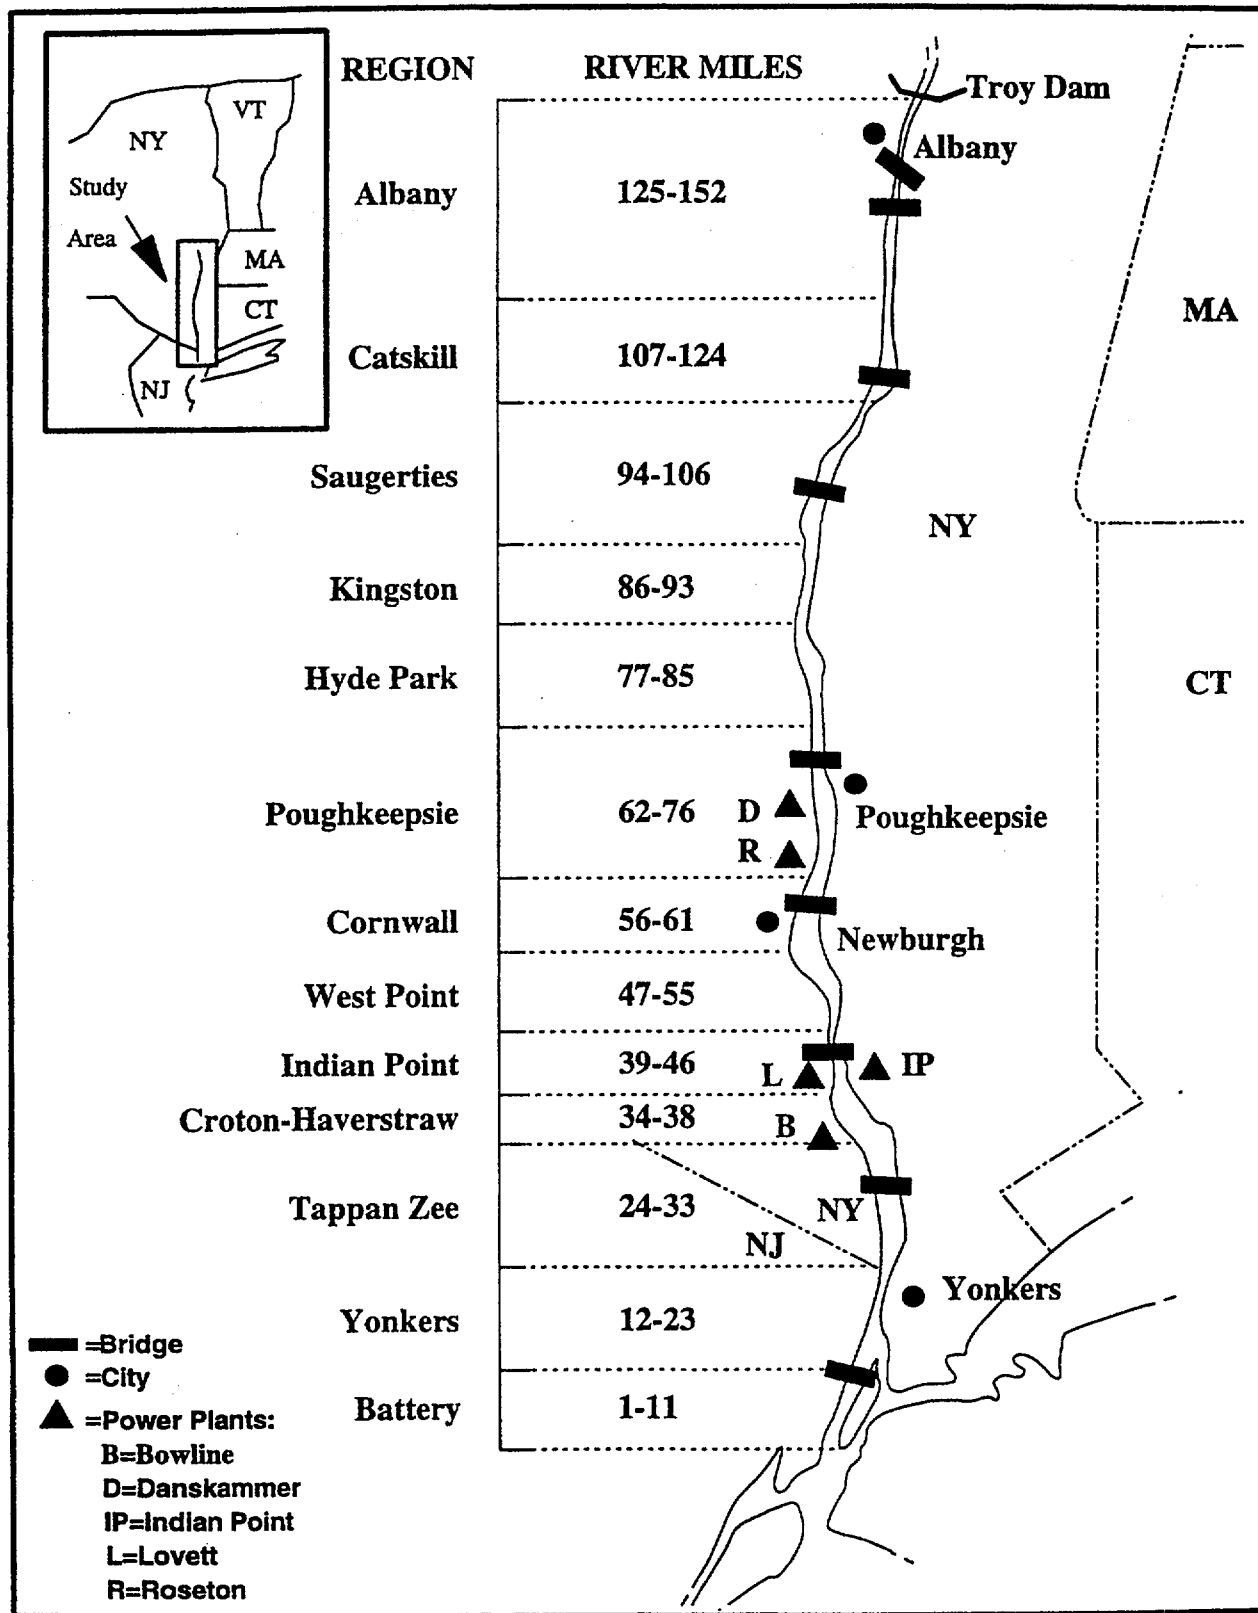 REGION RIVER MILES
Troy Dam
VT
NY
Albany
Study
Albany 125-152
Area
MA
CT
MA
Catskill 107-124
NJ
Saugerties 94-106
NY
Kingston 86-93
Hyde Park 77-85
CT
Poughkeepsie 62-76 D
Poughkeepsie
R
Cornwall 56-61
Newburgh
West Point 47-55
Indian Point 39-46 L IP
Croton-Haverstraw 34-38 B
Tappan Zee 24-33 NY
NJ
Yonkers
Yonkers 12-23
=Bridge
=City
Battery 1-11
=Power Plants:
B=Bowline
D=Danskammer
IP=Indian Point
L=Lovett
R=Roseton